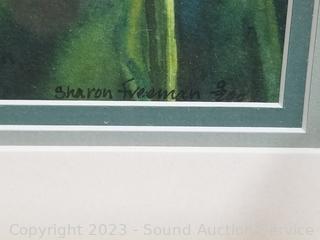 Sharon Freeman
Copyright 2023 - Sound Auction Service